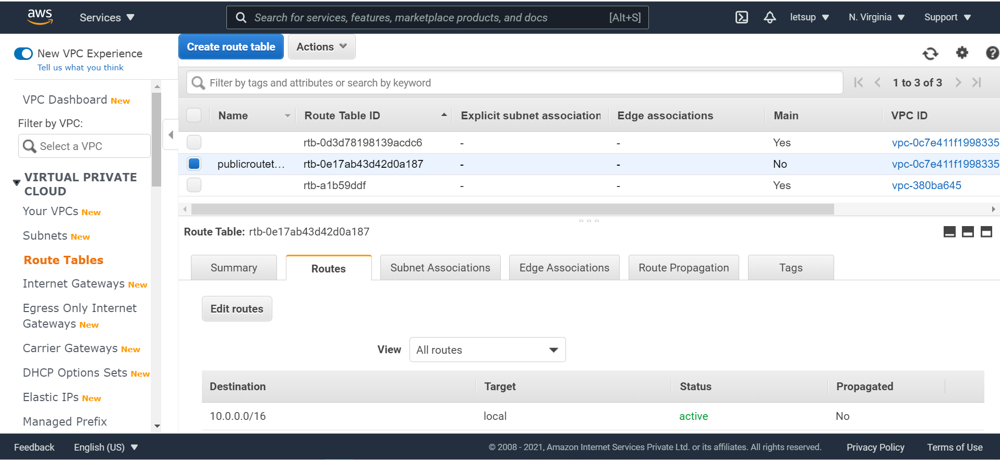 aws
Services
Search for services, features, marketplace products, and docs [Alt+S]
letsup
N. Virginia
Support
New VPC Experience
Tell us what you think
Create route table
Actions
Filter by tags and attributes or search by keyword
1 to 3 of 3
VPC Dashboard New
Filter by VPC:
Select a VPC
VIRTUAL PRIVATE
CLOUD
Your VPCs New
Subnets New
Route Tables
Internet Gateways New
Egress Only Internet
Gateways New
Carrier Gateways New
DHCP Options Sets New
Elastic IPs New
Managed Prefix
Name Route Table ID Explicit subnet association Edge associations Main VPC ID
rtb-0d3d78198139acdc6 - - Yes vpc-0c7e411f1998335
publicroutet... rtb-0e17ab43d42d0a187 - - No vpc-0c7e411f1998335
rtb-a1b59ddf - - Yes vpc-380ba645
Route Table: rtb-0e17ab43d42d0a187
Summary
Routes
Subnet Associations
Edge Associations
Route Propagation
Tags
Edit routes
View All routes
Destination Target Status Propagated
10.0.0.0/16 local active No
Feedback
English (US)
© 2008 - 2021, Amazon Internet Services Private Ltd. or its affiliates. All rights reserved.
Privacy Policy
Terms of Use